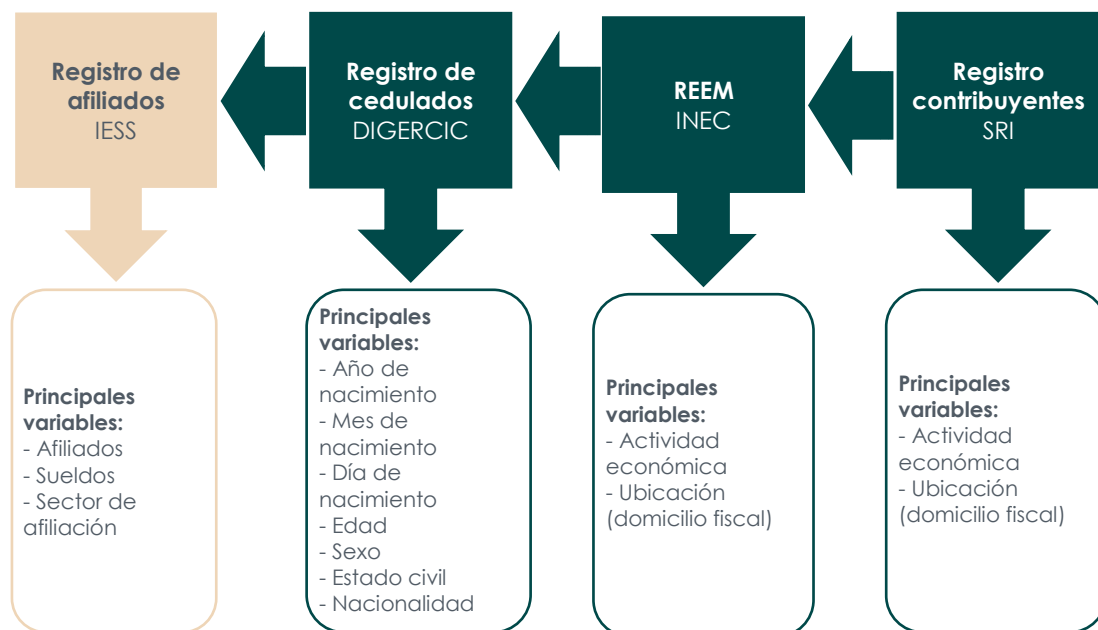 Registro de
afiliados
IESS
Registro de
cedulados
DIGERCIC
REEM
INEC
Registro
contribuyentes
SRI
Principales
variables:
- Afiliados
- Sueldos
- Sector de
afiliación
Principales
variables:
- Año de
nacimiento
- Mes de
nacimiento
- Día de
nacimiento
- Edad
- Sexo
- Estado civil
- Nacionalidad
Principales
variables:
- Actividad
económica
- Ubicación
(domicilio fiscal)
Principales
variables:
- Actividad
económica
- Ubicación
(domicilio fiscal)